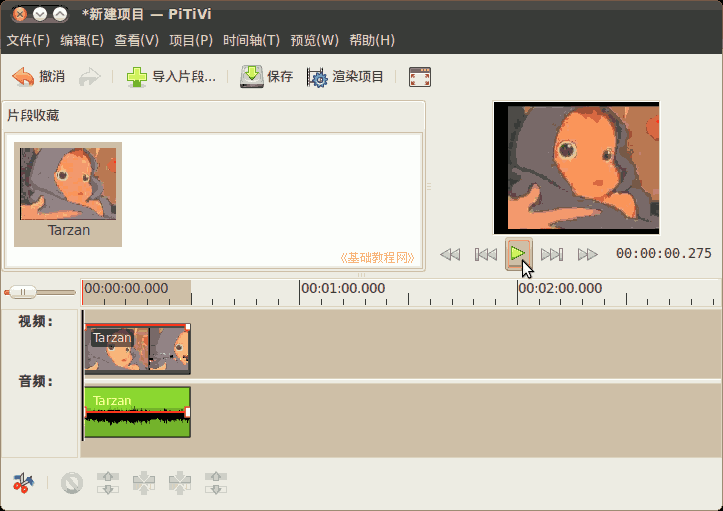 *新建项目 — PiTiVi
文件(F) 编辑(E) 查看(V) 项目(P) 时间轴(T) 预览(W) 帮助(H)
撤消 导入片段... 保存 渲染项目
片段收藏
Tarzan
《基础教程网》
00:00:00.275
00:00:00.000 00:01:00.000 00:02:00.000
视频:
Tarzan
音频:
Tarzan